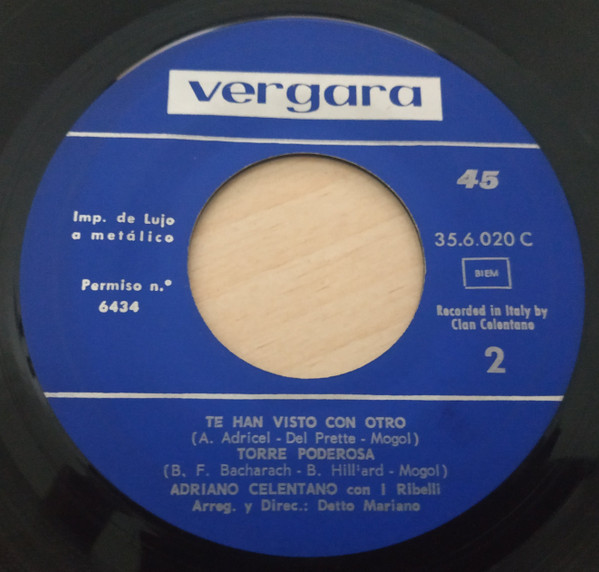 vergara
45
Imp. de Lujo
a metálico
35.6.020 C
BIEM
Permiso n.º
6434
Recorded in Italy by
Clan Celentano
2
TE HAN VISTO CON OTRO
(A. Adricel - Del Prette - Mogol)
TORRE PODEROSA
(B. F. Bacharach - B. Hill'ard - Mogol)
ADRIANO CELENTANO con I Ribelli
Arreg. y Direc.: Detto Mariano